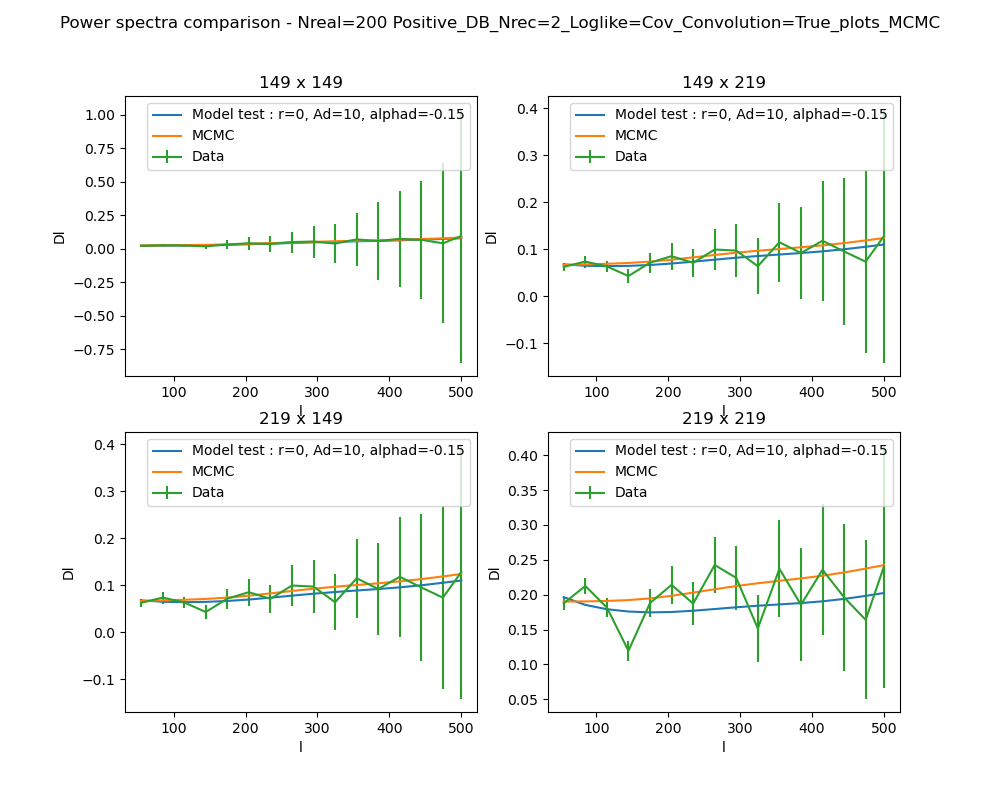 Power spectra comparison - Nreal=200 Positive_DB_Nrec=2_Loglike=Cov_Convolution=True_plots_MCMC
149 x 149
Model test : r=0, Ad=10, alphad=-0.15
MCMC
Data
1.00
0.75
0.50
0.25
0.00
−0.25
−0.50
−0.75
Dl
100 200 300 400 500
l
149 x 219
Model test : r=0, Ad=10, alphad=-0.15
MCMC
Data
0.4
0.3
0.2
0.1
0.0
−0.1
Dl
100 200 300 400 500
l
219 x 149
Model test : r=0, Ad=10, alphad=-0.15
MCMC
Data
0.4
0.3
0.2
0.1
0.0
−0.1
Dl
100 200 300 400 500
l
219 x 219
Model test : r=0, Ad=10, alphad=-0.15
MCMC
Data
0.40
0.35
0.30
0.25
0.20
0.15
0.10
0.05
Dl
100 200 300 400 500
l